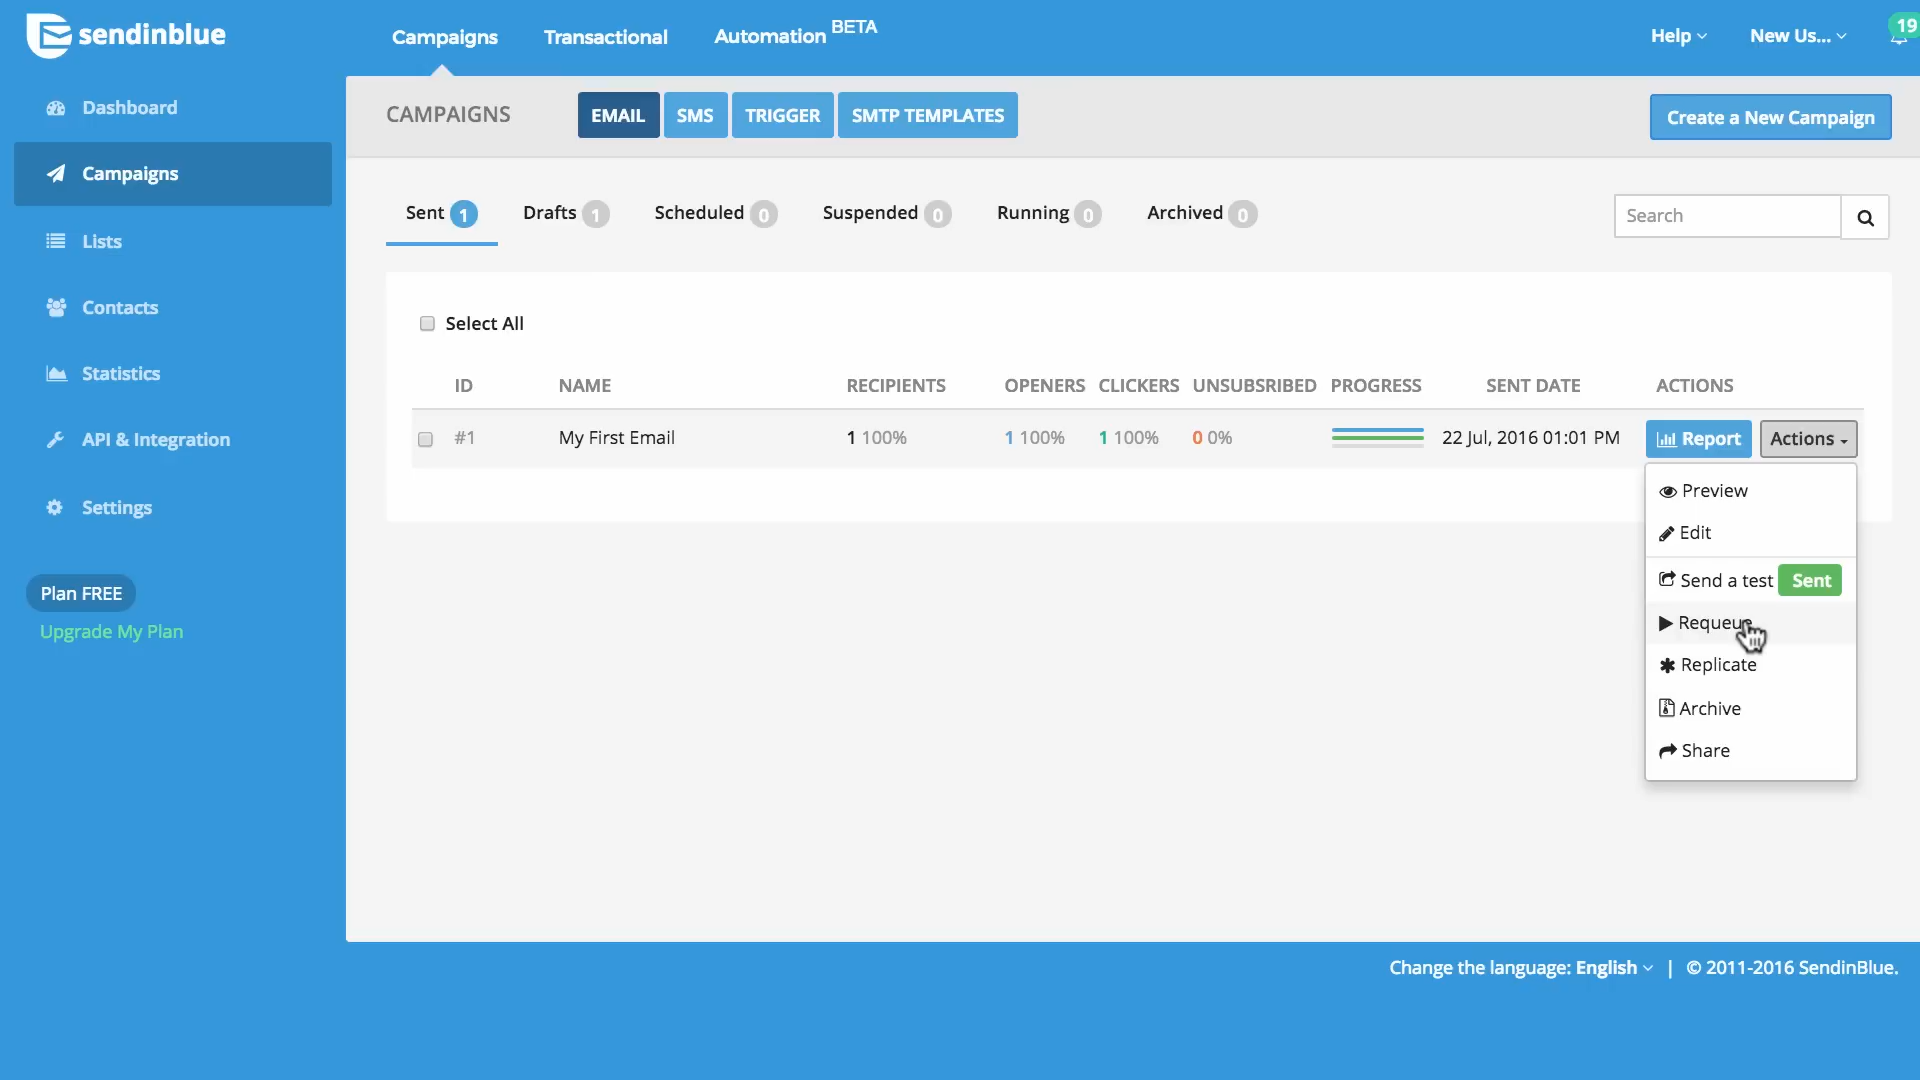 sendinblue
Campaigns Transactional Automation BETA
Help New Us... 19
Dashboard
Campaigns
Lists
Contacts
Statistics
API & Integration
Settings
Plan FREE
Upgrade My Plan
CAMPAIGNS EMAIL SMS TRIGGER SMTP TEMPLATES Create a New Campaign
Sent 1 Drafts 1 Scheduled 0 Suspended 0 Running 0 Archived 0 Search
Select All
ID NAME RECIPIENTS OPENERS CLICKERS UNSUBSRIBED PROGRESS SENT DATE ACTIONS
#1 My First Email 1 100% 1 100% 1 100% 0 0% 22 Jul, 2016 01:01 PM Report Actions
Preview
Edit
Send a test Sent
Requeue
Replicate
Archive
Share
Change the language: English | © 2011-2016 SendinBlue.